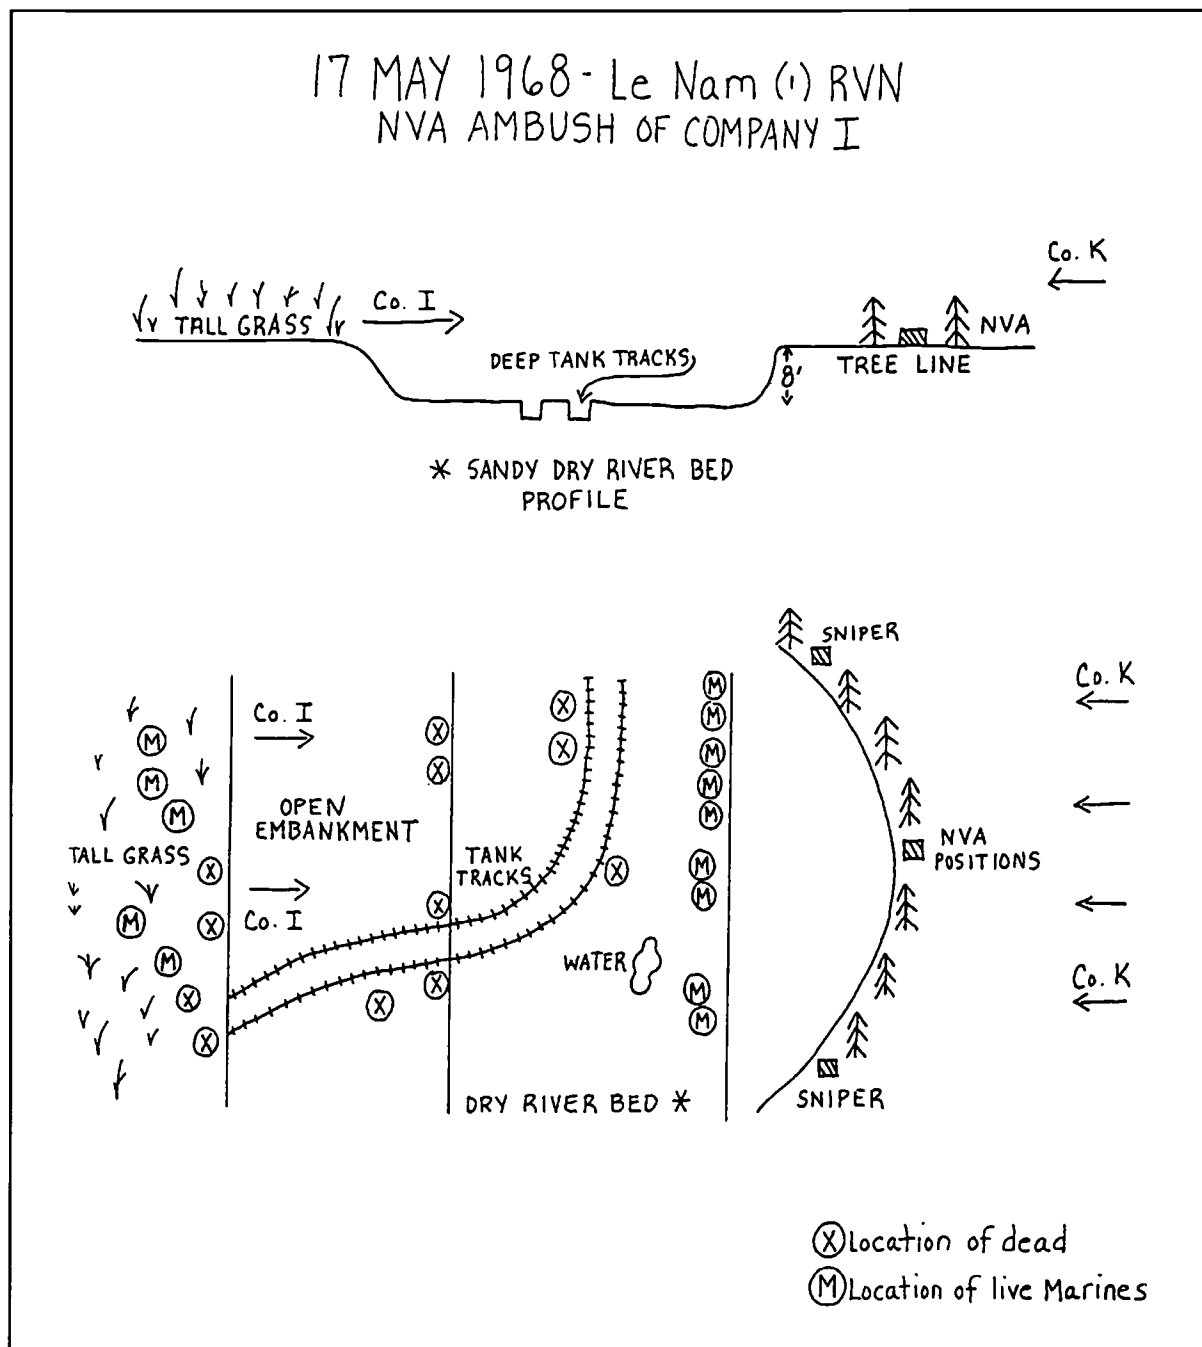 17 MAY 1968 - Le Nam (1) RVN
NVA AMBUSH OF COMPANY I
Co. K
Co. I
TALL GRASS
NVA
DEEP TANK TRACKS
8'
TREE LINE
* SANDY DRY RIVER BED
PROFILE
SNIPER
Co. K
Co. I
M
M
M
M
M
M
M
M
X
X
X
X
OPEN
EMBANKMENT
TALL GRASS
TANK
TRACKS
NVA
POSITIONS
X
X
M
M
Co. I
M
X
X
M
WATER
Co. K
X
X
X
M
M
X
SNIPER
DRY RIVER BED *
X Location of dead
M Location of live Marines